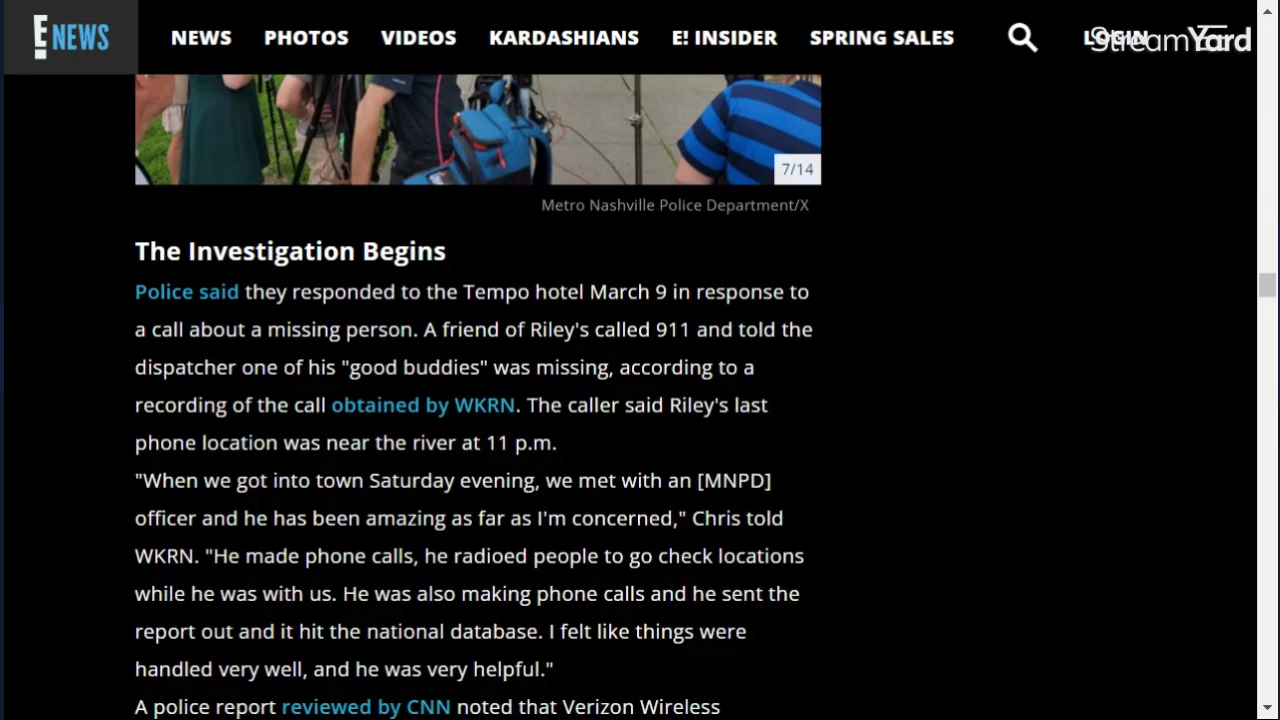 E NEWS
NEWS PHOTOS VIDEOS KARDASHIANS E! INSIDER SPRING SALES LOGIN
StreamYard
7/14
Metro Nashville Police Department/X
The Investigation Begins
Police said they responded to the Tempo hotel March 9 in response to
a call about a missing person. A friend of Riley's called 911 and told the
dispatcher one of his "good buddies" was missing, according to a
recording of the call obtained by WKRN. The caller said Riley's last
phone location was near the river at 11 p.m.
"When we got into town Saturday evening, we met with an [MNPD]
officer and he has been amazing as far as I'm concerned," Chris told
WKRN. "He made phone calls, he radioed people to go check locations
while he was with us. He was also making phone calls and he sent the
report out and it hit the national database. I felt like things were
handled very well, and he was very helpful."
A police report reviewed by CNN noted that Verizon Wireless